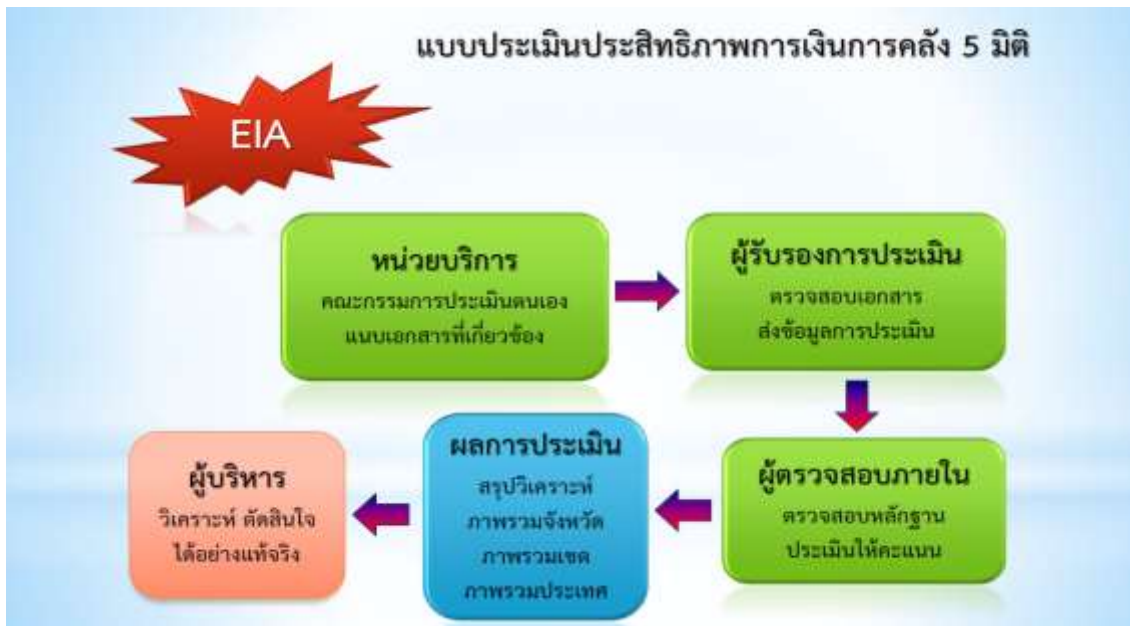 แบบประเมินประสิทธิภาพการเงินการคลัง 5 มิติ
EIA
หน่วยบริการ
คณะกรรมการประเมินตนเอง
แนบเอกสารที่เกี่ยวข้อง
ผู้รับรองการประเมิน
ตรวจสอบเอกสาร
ส่งข้อมูลการประเมิน
ผู้ตรวจสอบภายใน
ตรวจสอบหลักฐาน
ประเมินให้คะแนน
ผลการประเมิน
สรุปวิเคราะห์
ภาพรวมจังหวัด
ภาพรวมเขต
ภาพรวมประเทศ
ผู้บริหาร
วิเคราะห์ ตัดสินใจ
ได้อย่างแท้จริง